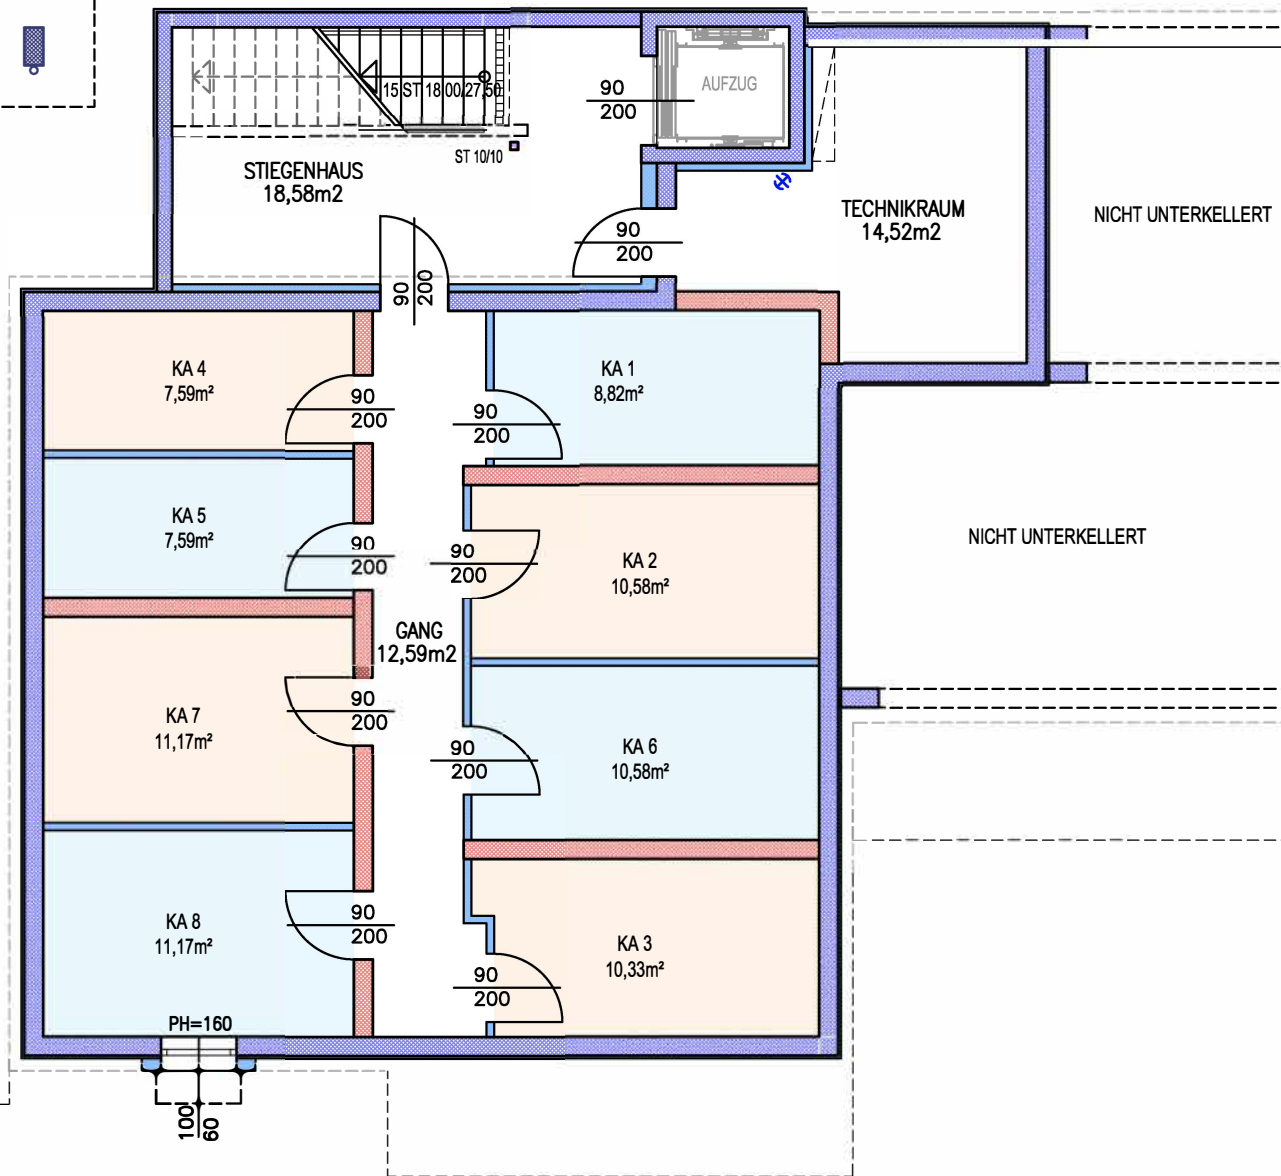 AUFZUG
90
200
15 ST 18.00/27,50
ST 10/10
STIEGENHAUS
18,58m2
TECHNIKRAUM
14,52m2
NICHT UNTERKELLERT
90
200
90
200
KA 4
7,59m²
90
200
KA 1
8,82m²
90
200
KA 5
7,59m²
90
200
KA 2
10,58m²
90
200
NICHT UNTERKELLERT
GANG
12,59m2
KA 7
11,17m²
90
200
KA 6
10,58m²
90
200
KA 8
11,17m²
90
200
KA 3
10,33m²
90
200
PH=160
100
60